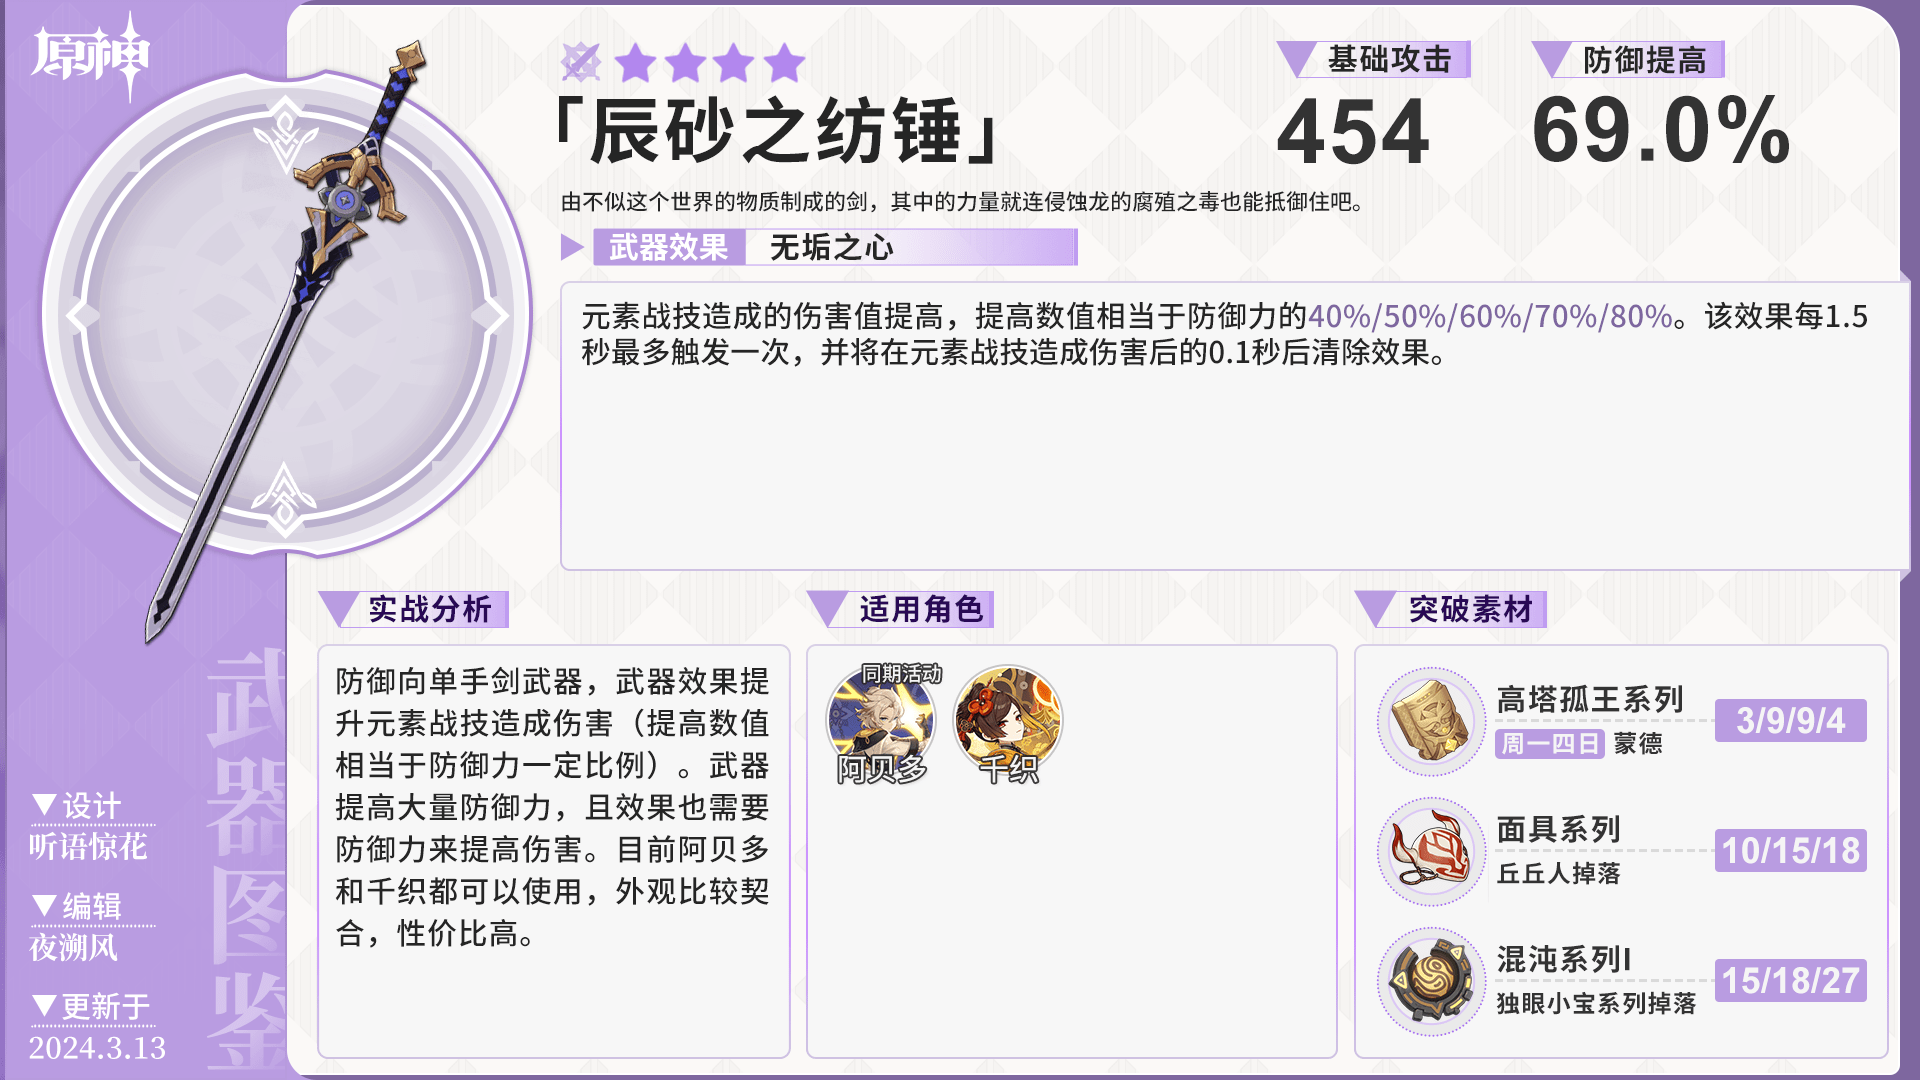 原神
「辰砂之纺锤」
基础攻击
454
防御提高
69.0%
由不似这个世界的物质制成的剑，其中的力量就连侵蚀龙的腐殖之毒也能抵御住吧。
武器效果 无垢之心
元素战技造成的伤害值提高，提高数值相当于防御力的40%/50%/60%/70%/80%。该效果每1.5
秒最多触发一次，并将在元素战技造成伤害后的0.1秒后清除效果。
实战分析
防御向单手剑武器，武器效果提
升元素战技造成伤害（提高数值
相当于防御力一定比例）。武器
提高大量防御力，且效果也需要
防御力来提高伤害。目前阿贝多
和千织都可以使用，外观比较契
合，性价比高。
适用角色
同期活动
阿贝多
千织
突破素材
高塔孤王系列
3/9/9/4
周一四日 蒙德
面具系列
10/15/18
丘丘人掉落
混沌系列I
15/18/27
独眼小宝系列掉落
武器图鉴
▼设计
听语惊花
▼编辑
夜溯风
▼更新于
2024.3.13